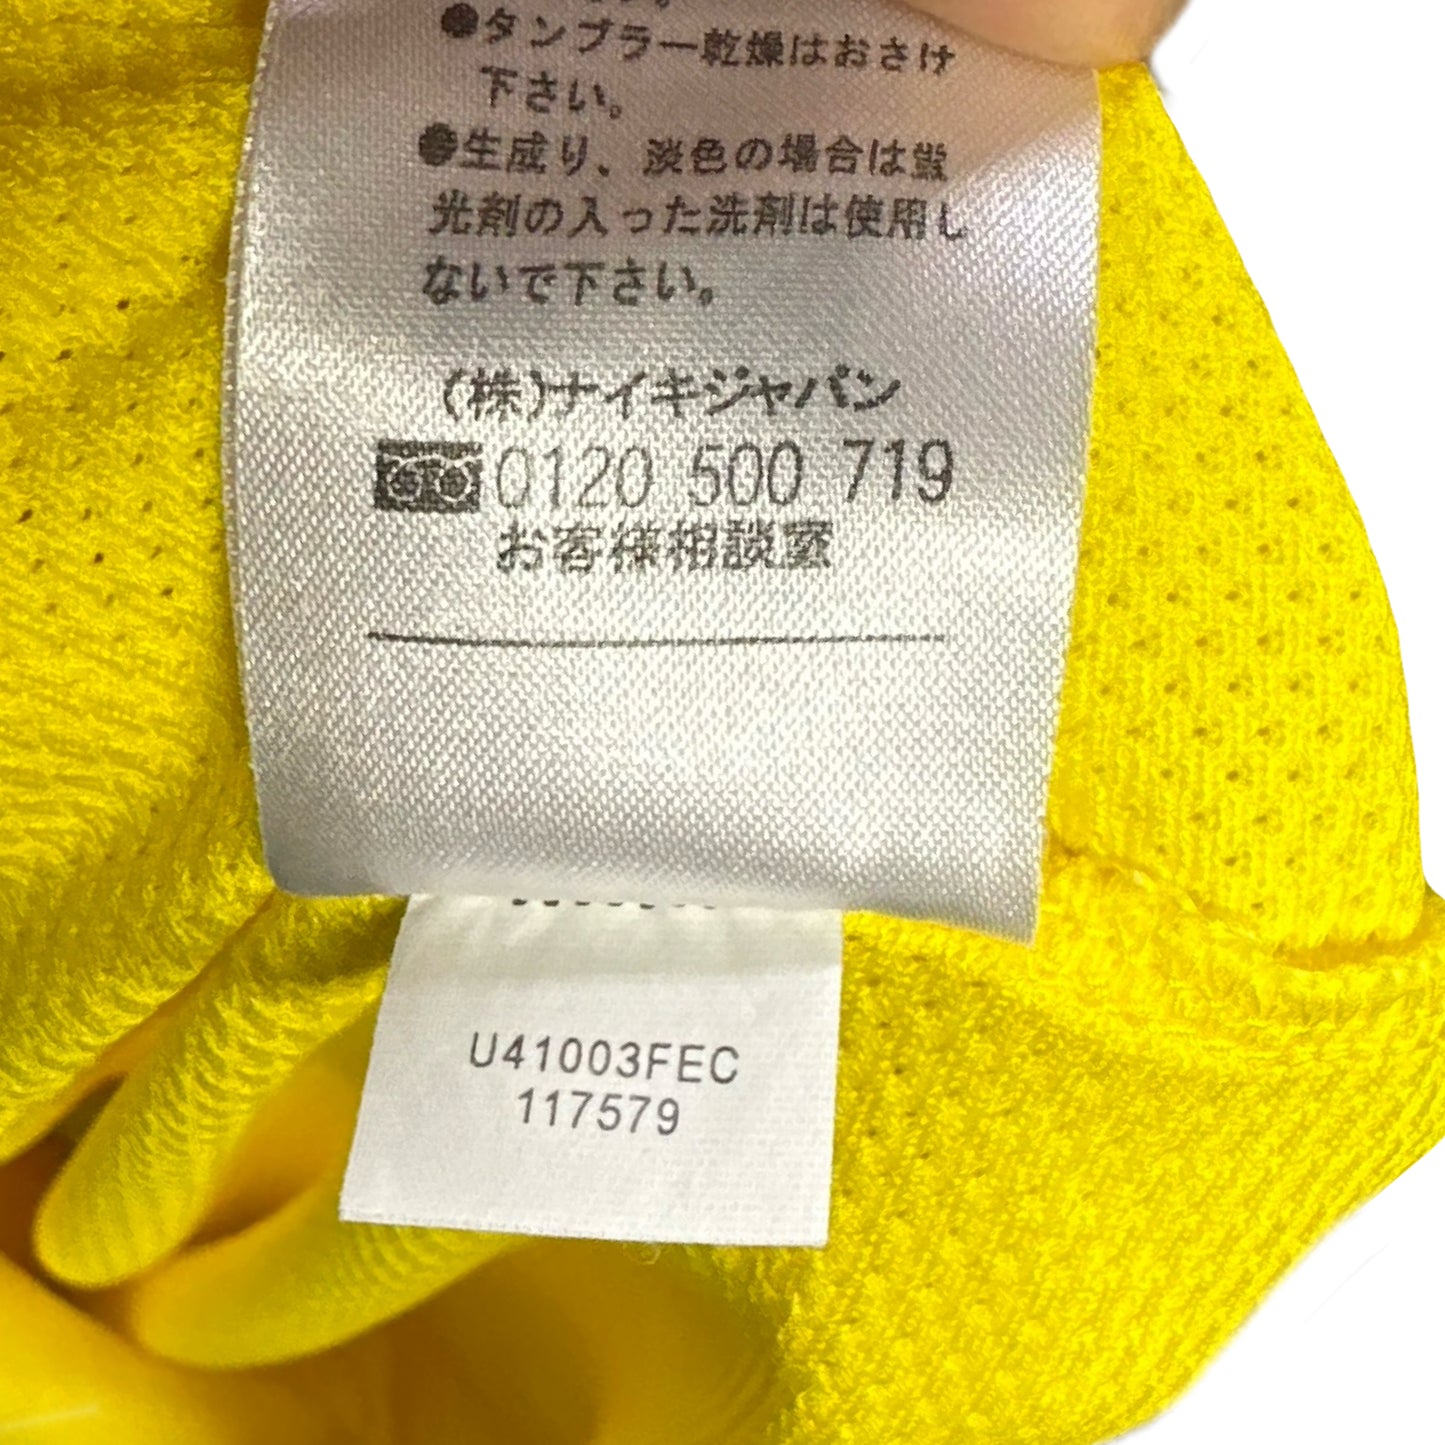 ●タンブラー乾燥はおさけ
下さい。
●生成り、淡色の場合は蛍
光剤の入った洗剤は使用し
ないで下さい。
(株)ナイキジャパン
0120 500 719
お客様相談室
U41003FEC
117579